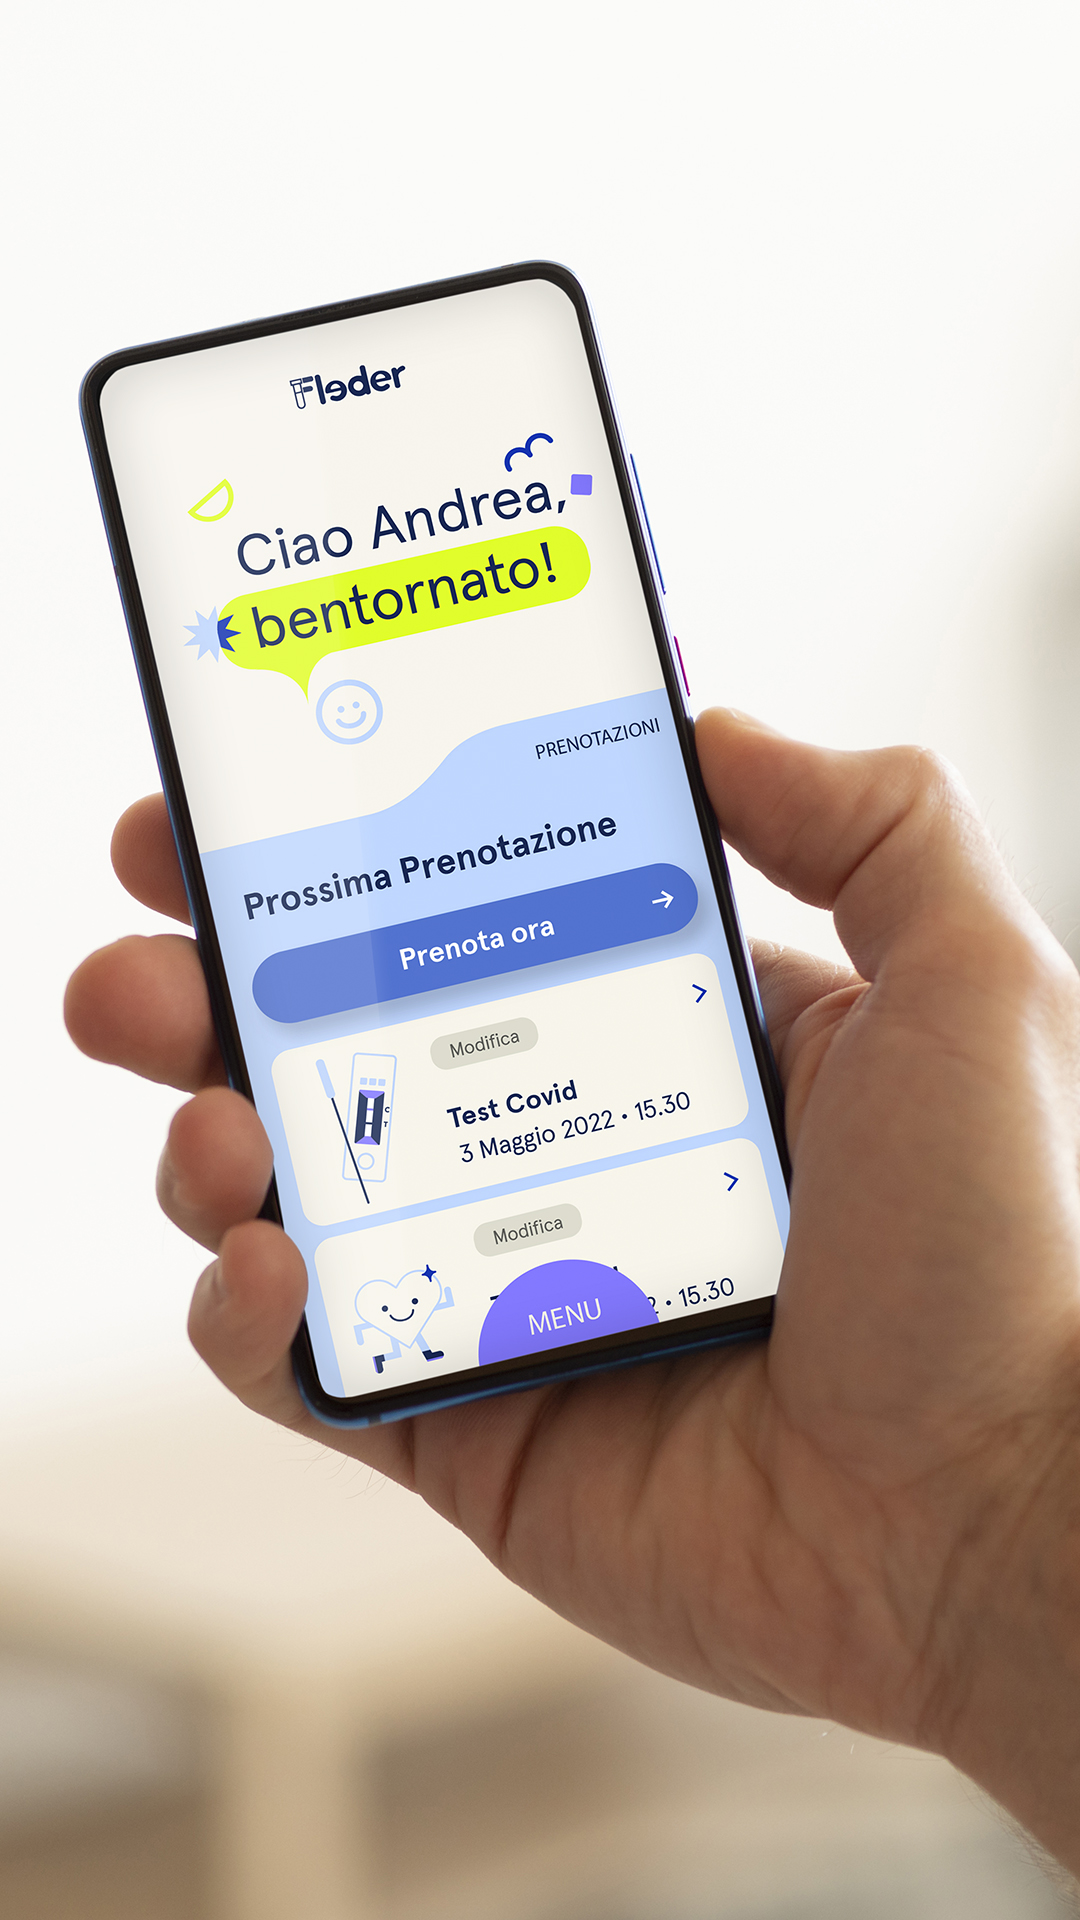 Fleder
Ciao Andrea,
bentornato!
PRENOTAZIONI
Prossima Prenotazione
Prenota ora
Modifica
Test Covid
3 Maggio 2022 • 15.30
C
T
Modifica
2 • 15.30
MENU